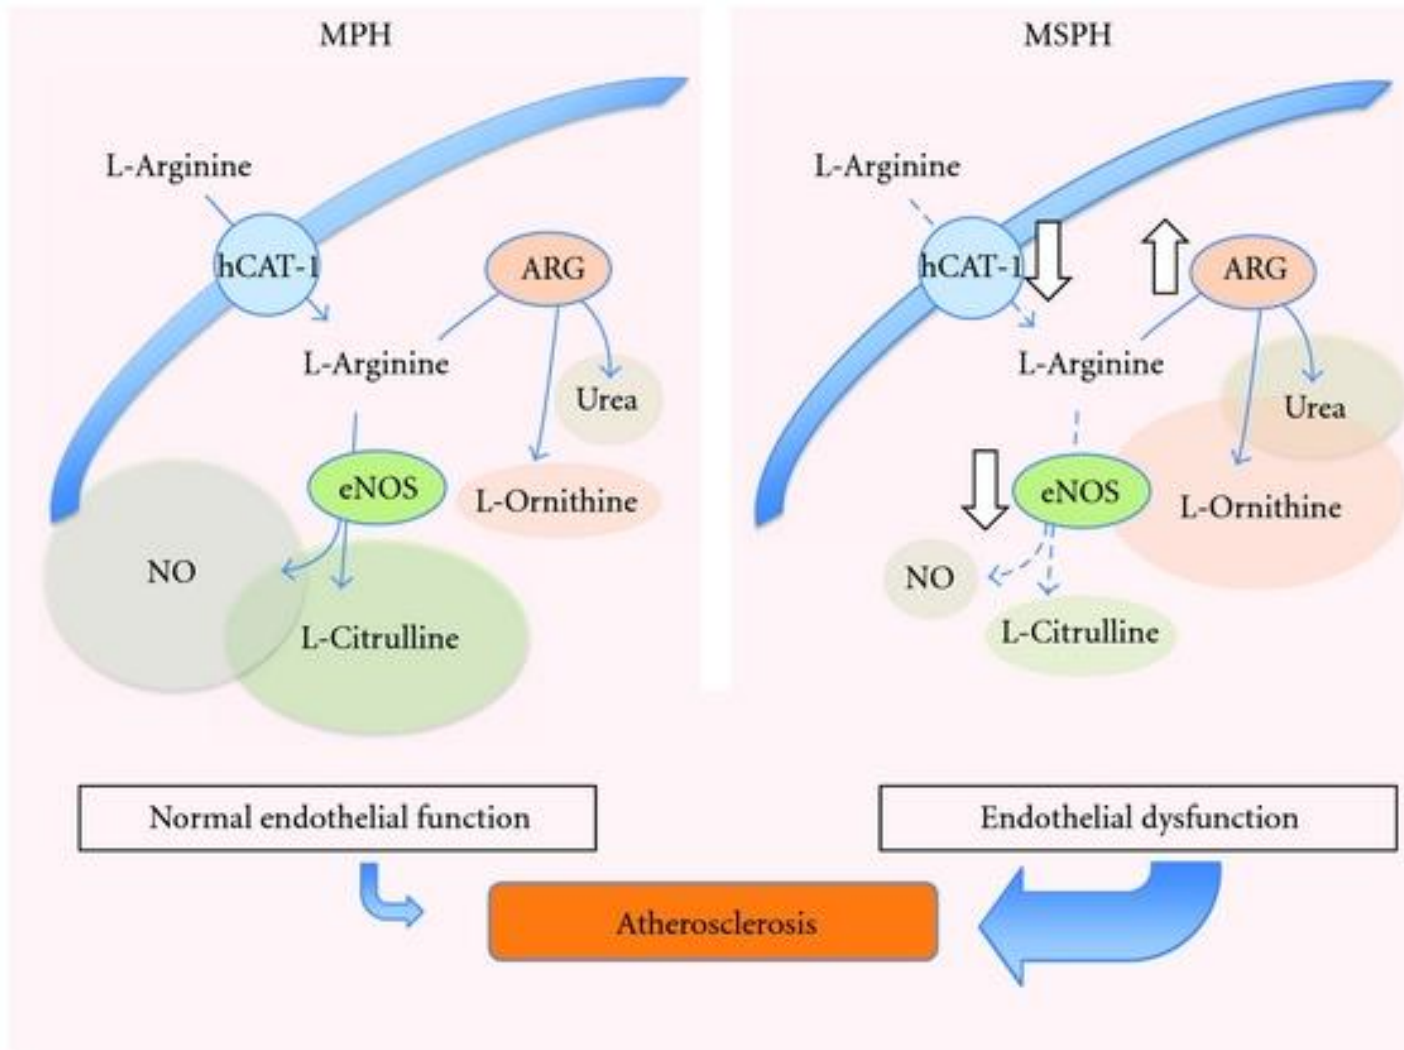 MPH
L-Arginine
hCAT-1
ARG
L-Arginine
Urea
eNOS
L-Ornithine
NO
L-Citrulline
Normal endothelial function
MSPH
L-Arginine
hCAT-1
ARG
L-Arginine
Urea
eNOS
L-Ornithine
NO
L-Citrulline
Endothelial dysfunction
Atherosclerosis